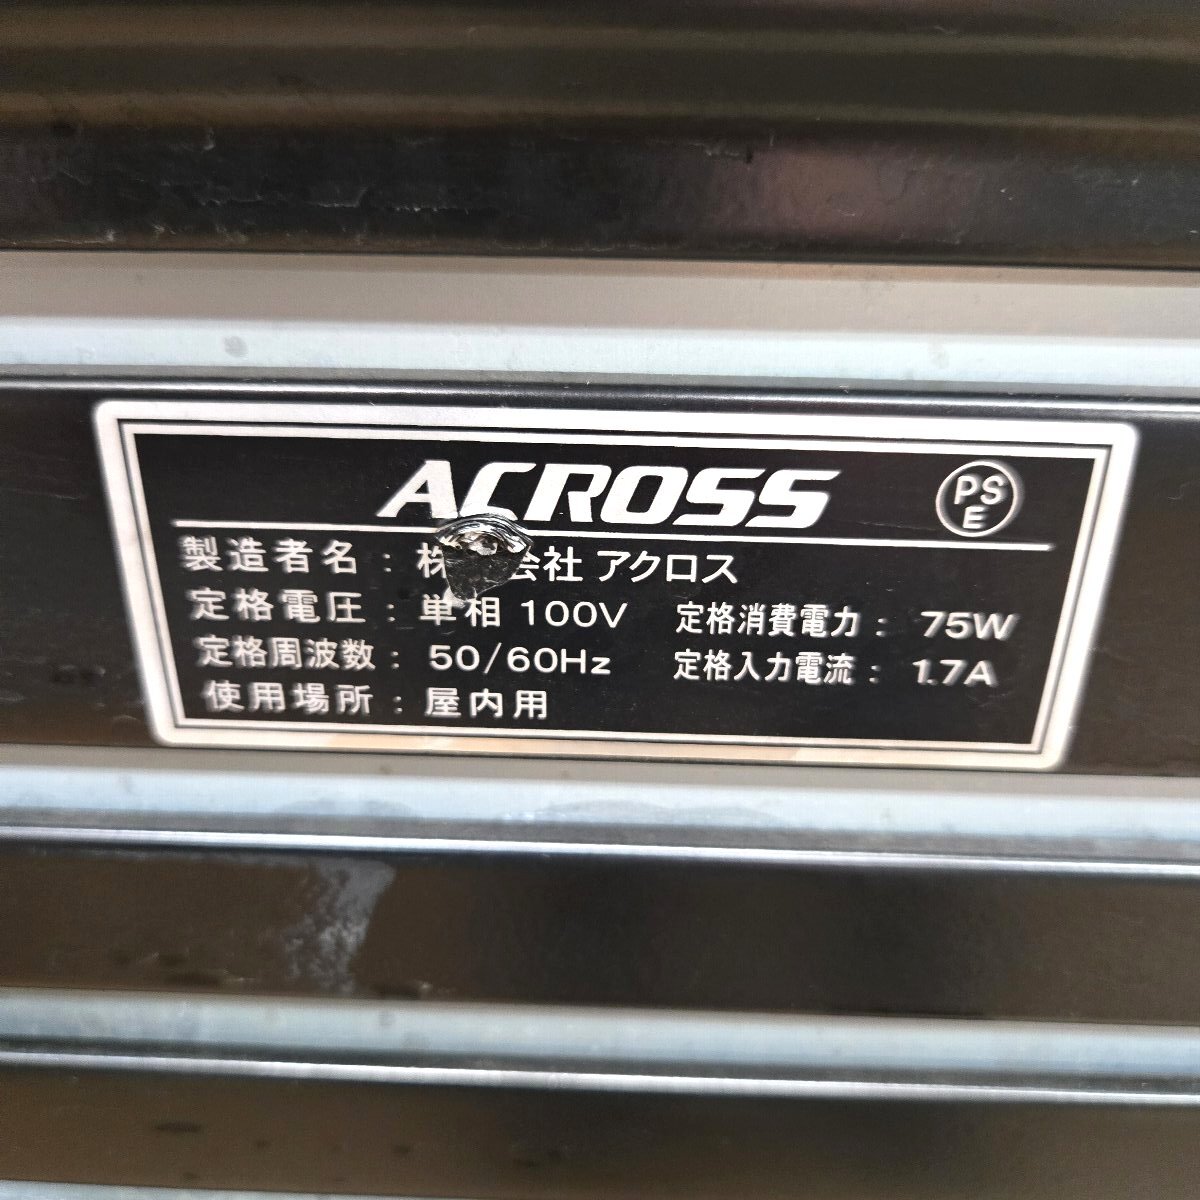 ACROSS
PSE
製造者名：株式会社 アクロス
定格電圧：単相 100V 定格消費電力：75W
定格周波数：50/60Hz 定格入力電流：1.7A
使用場所：屋内用